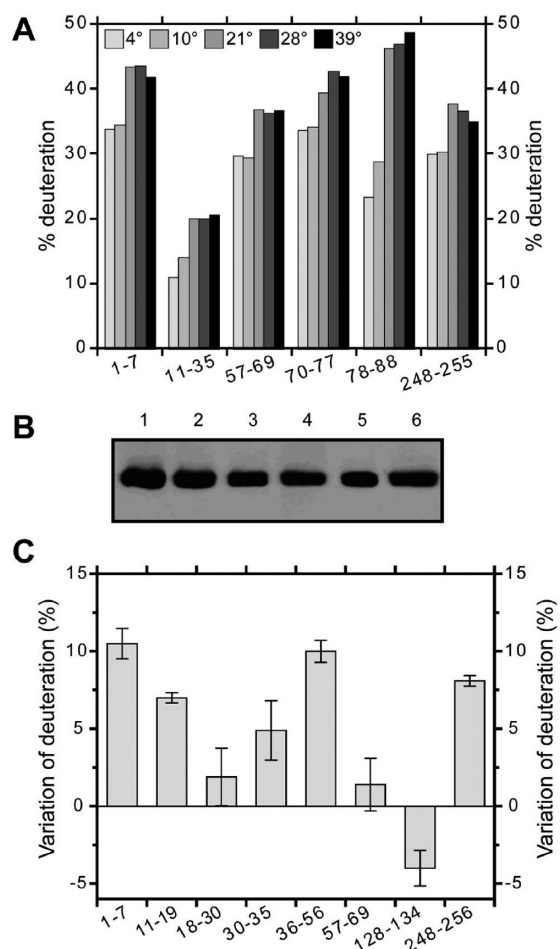 A
50
40
30
20
10
0
% deuteration
4° 10° 21° 28° 39°
50
40
30
20
10
0
% deuteration
1-7 11-35 57-69 70-77 78-88 248-255
B
1 2 3 4 5 6
C
15
10
5
0
-5
Variation of deuteration (%)
15
10
5
0
-5
Variation of deuteration (%)
1-7 11-19 18-30 30-35 36-56 57-69 128-134 248-256